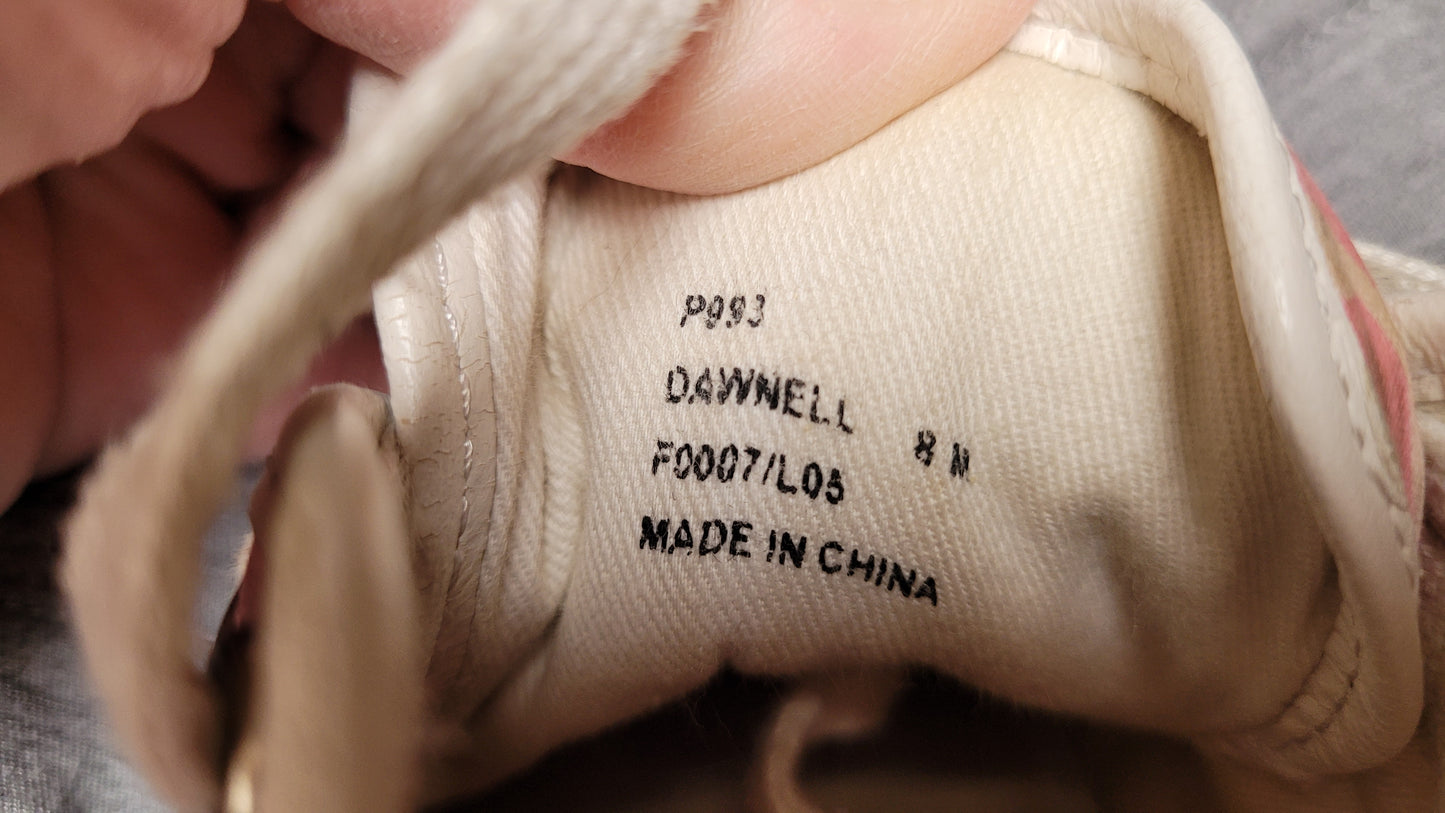 P093
DAWNELL
8 M
F0007/L05
MADE IN CHINA